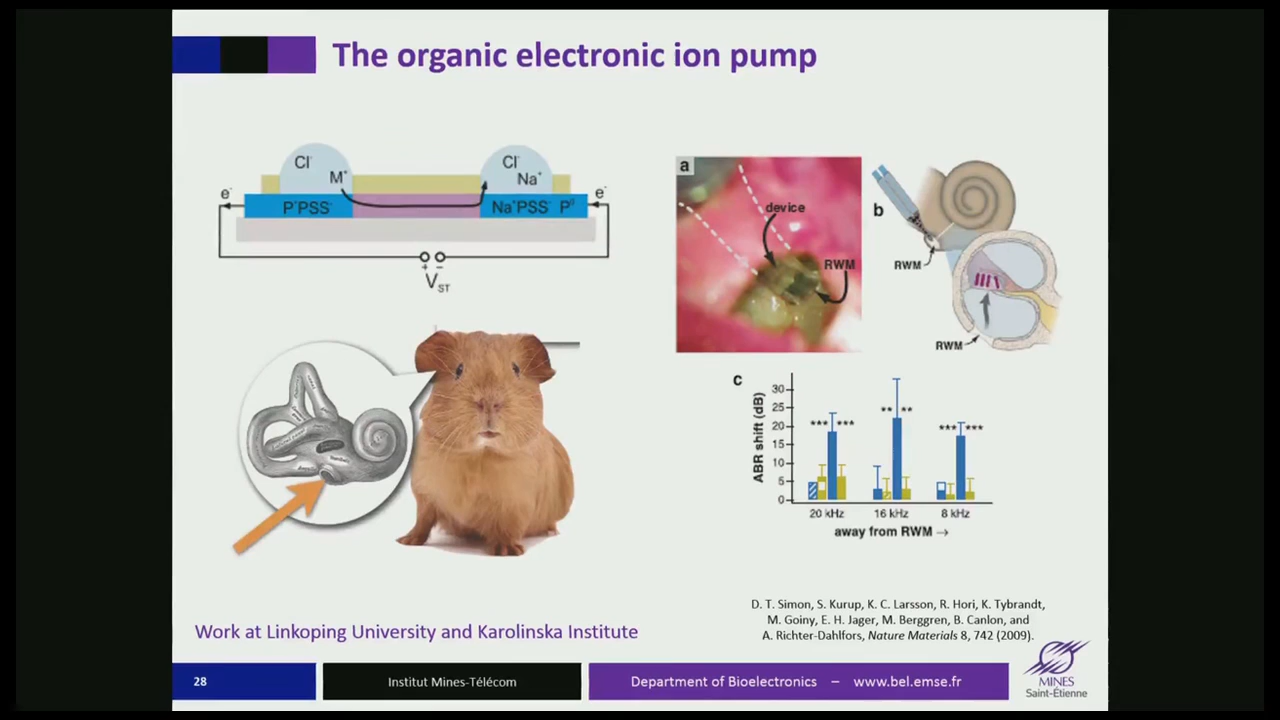 The organic electronic ion pump
Cl-
M+
Cl-
Na+
e-
P+PSS-
Na+PSS- P0
e-
+ -
VST
a
device
RWM
b
RWM
RWM
c
ABR shift (dB)
30
25
20
15
10
5
0
*** ***
** **
*** ***
20 kHz 16 kHz 8 kHz
away from RWM →
D. T. Simon, S. Kurup, K. C. Larsson, R. Hori, K. Tybrandt,
M. Goiny, E. H. Jager, M. Berggren, B. Canlon, and
A. Richter-Dahlfors, Nature Materials 8, 742 (2009).
Work at Linkoping University and Karolinska Institute
28
Institut Mines-Télécom
Department of Bioelectronics – www.bel.emse.fr
MINES
Saint-Étienne